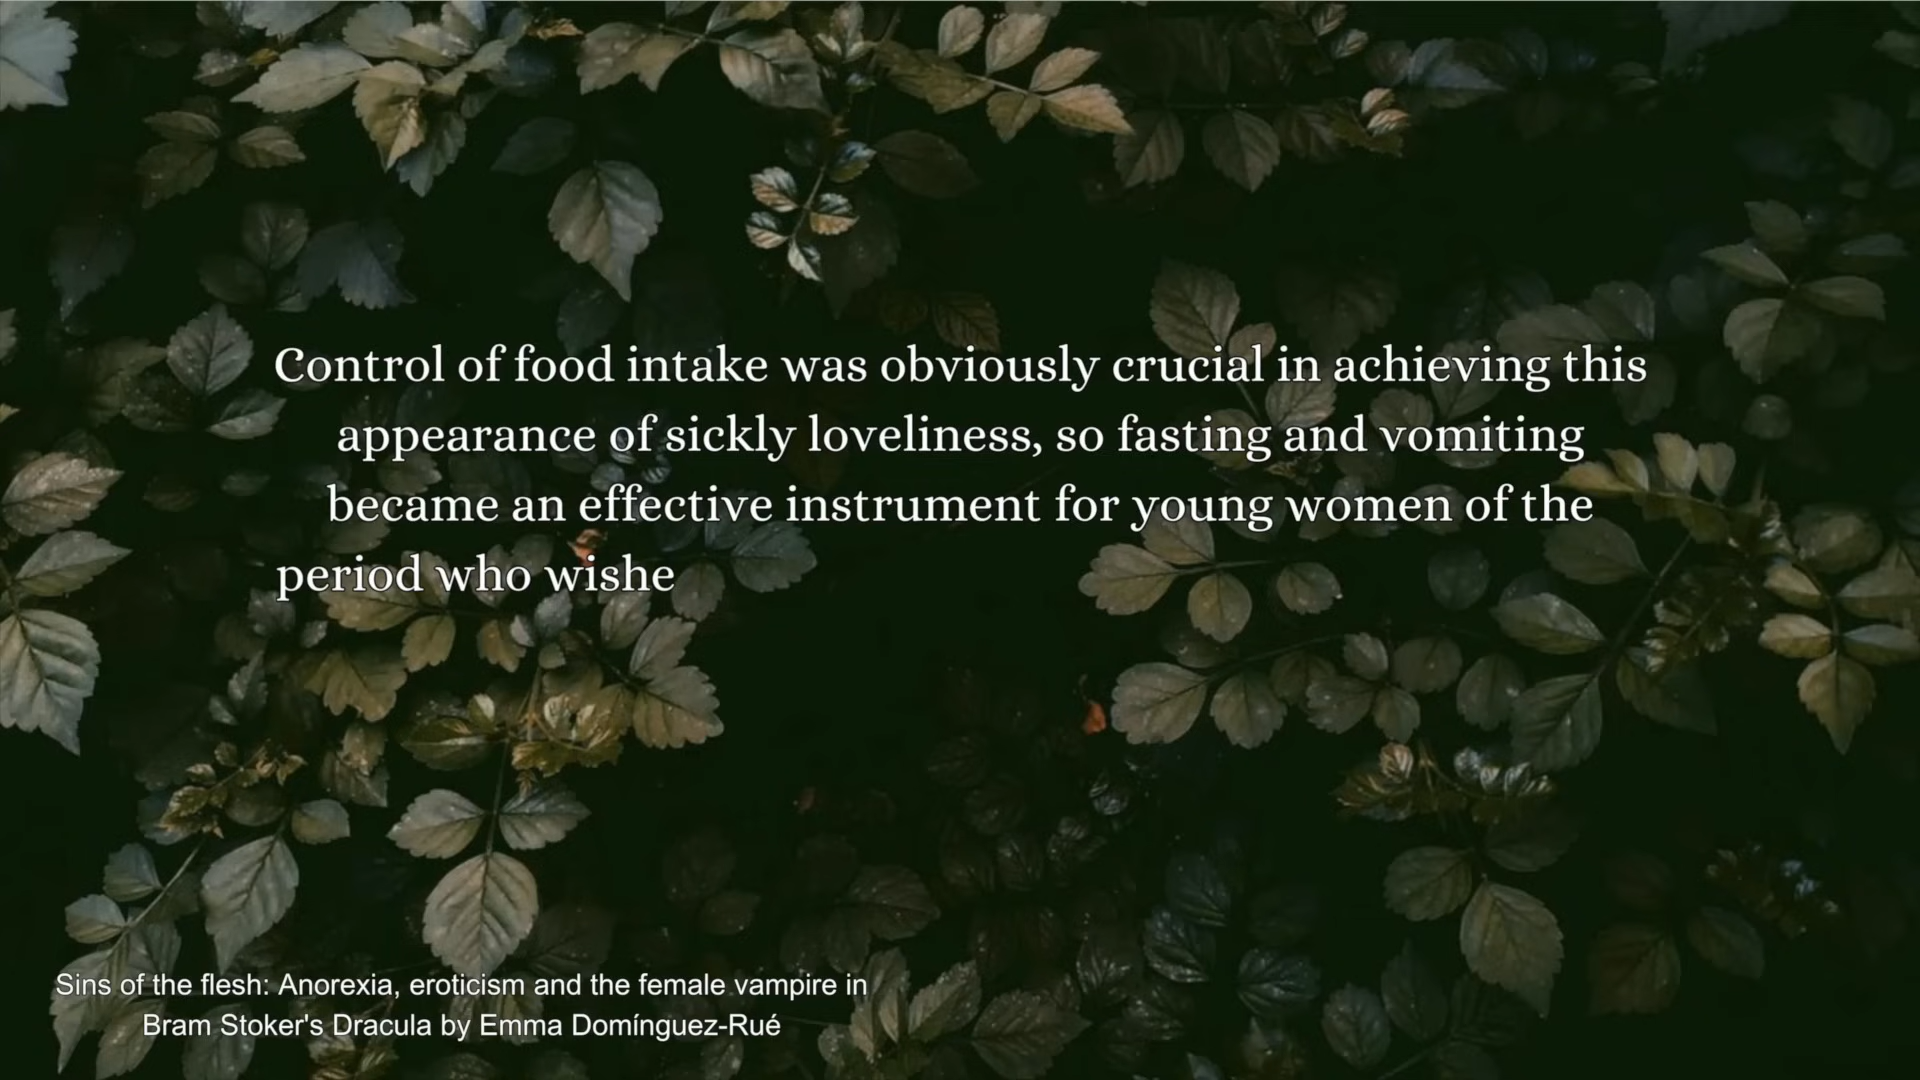 Control of food intake was obviously crucial in achieving this
appearance of sickly loveliness, so fasting and vomiting
became an effective instrument for young women of the
period who wishe
Sins of the flesh: Anorexia, eroticism and the female vampire in
Bram Stoker's Dracula by Emma Domínguez-Rué